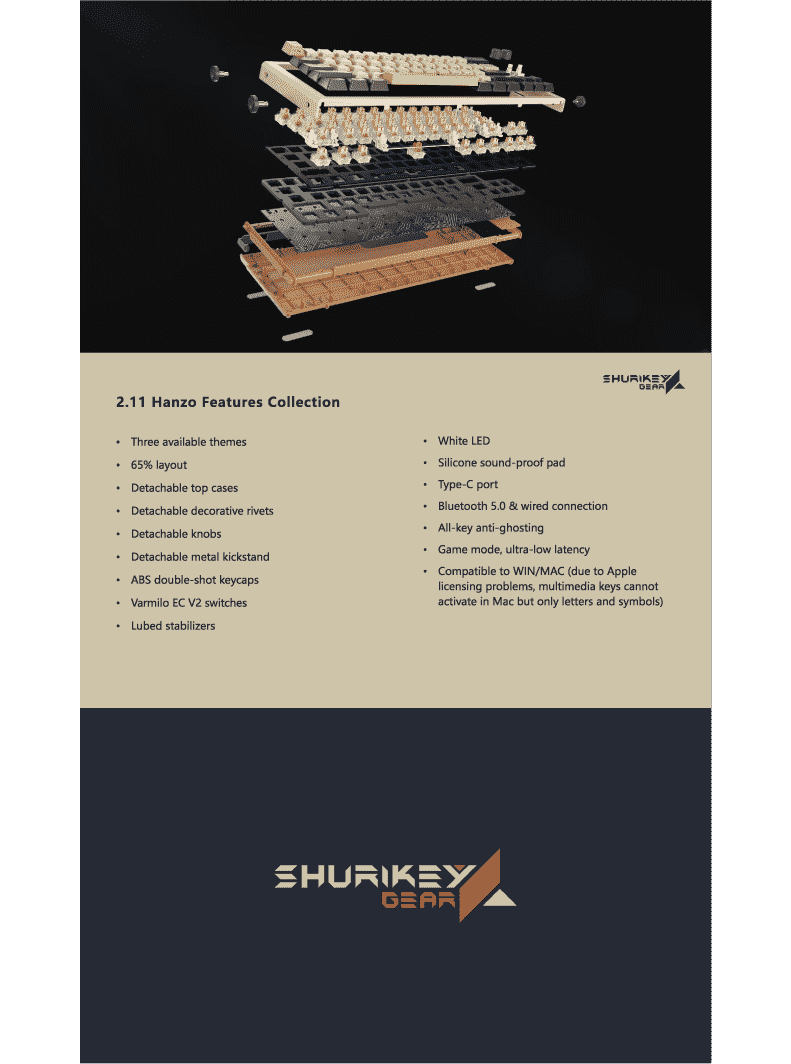 SHURIKEY
GEAR
2.11 Hanzo Features Collection
• Three available themes
• 65% layout
• Detachable top cases
• Detachable decorative rivets
• Detachable knobs
• Detachable metal kickstand
• ABS double-shot keycaps
• Varmilo EC V2 switches
• Lubed stabilizers
• White LED
• Silicone sound-proof pad
• Type-C port
• Bluetooth 5.0 & wired connection
• All-key anti-ghosting
• Game mode, ultra-low latency
• Compatible to WIN/MAC (due to Apple
licensing problems, multimedia keys cannot
activate in Mac but only letters and symbols)
SHURIKEY
GEAR